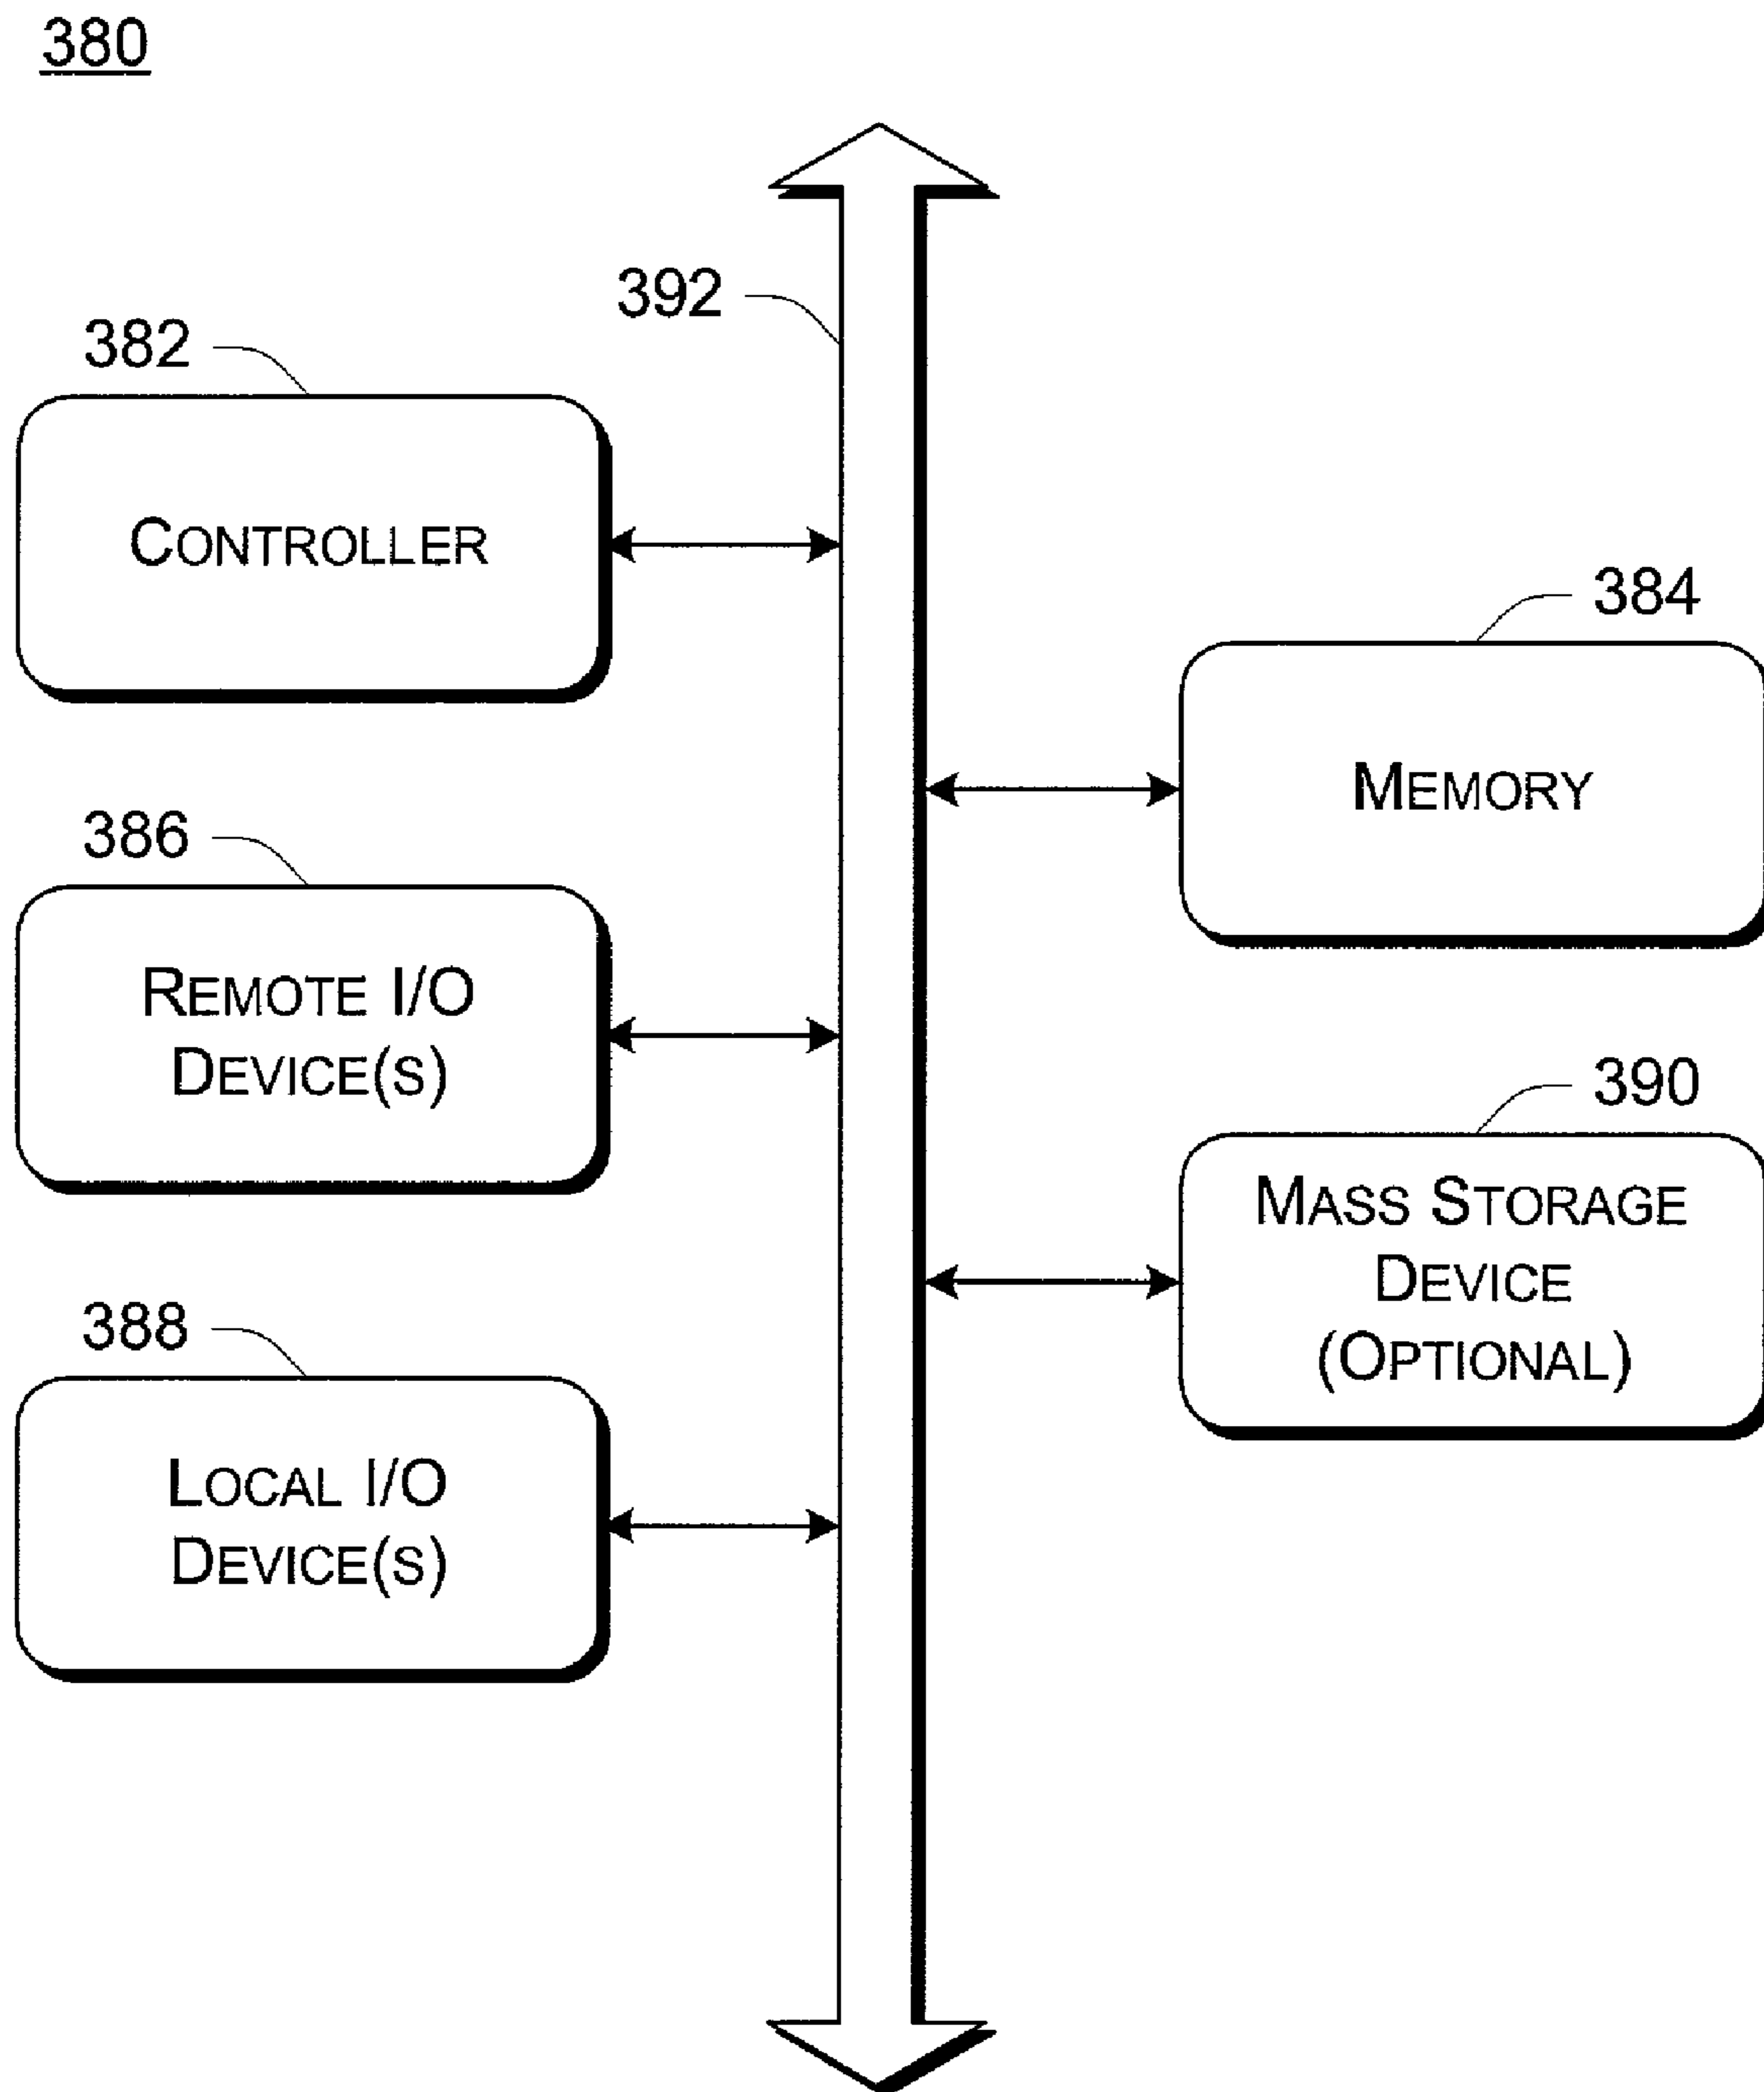 380
392
382
CONTROLLER
384
MEMORY
386
REMOTE I/O
DEVICE(S)
390
MASS STORAGE
DEVICE
(OPTIONAL)
388
LOCAL I/O
DEVICE(S)